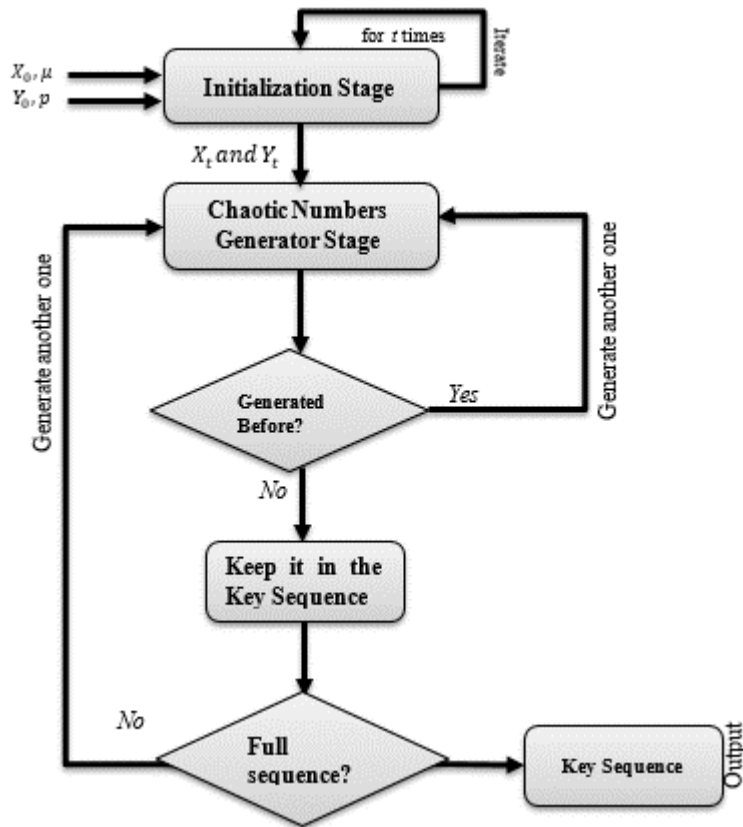 for t times
Iterate
X₀, μ
Y₀, p
Initialization Stage
Xₜ and Yₜ
Chaotic Numbers
Generator Stage
Generate another one
Generate another one
Generated
Before?
Yes
No
Keep it in the
Key Sequence
No
Full
sequence?
Key Sequence
Output